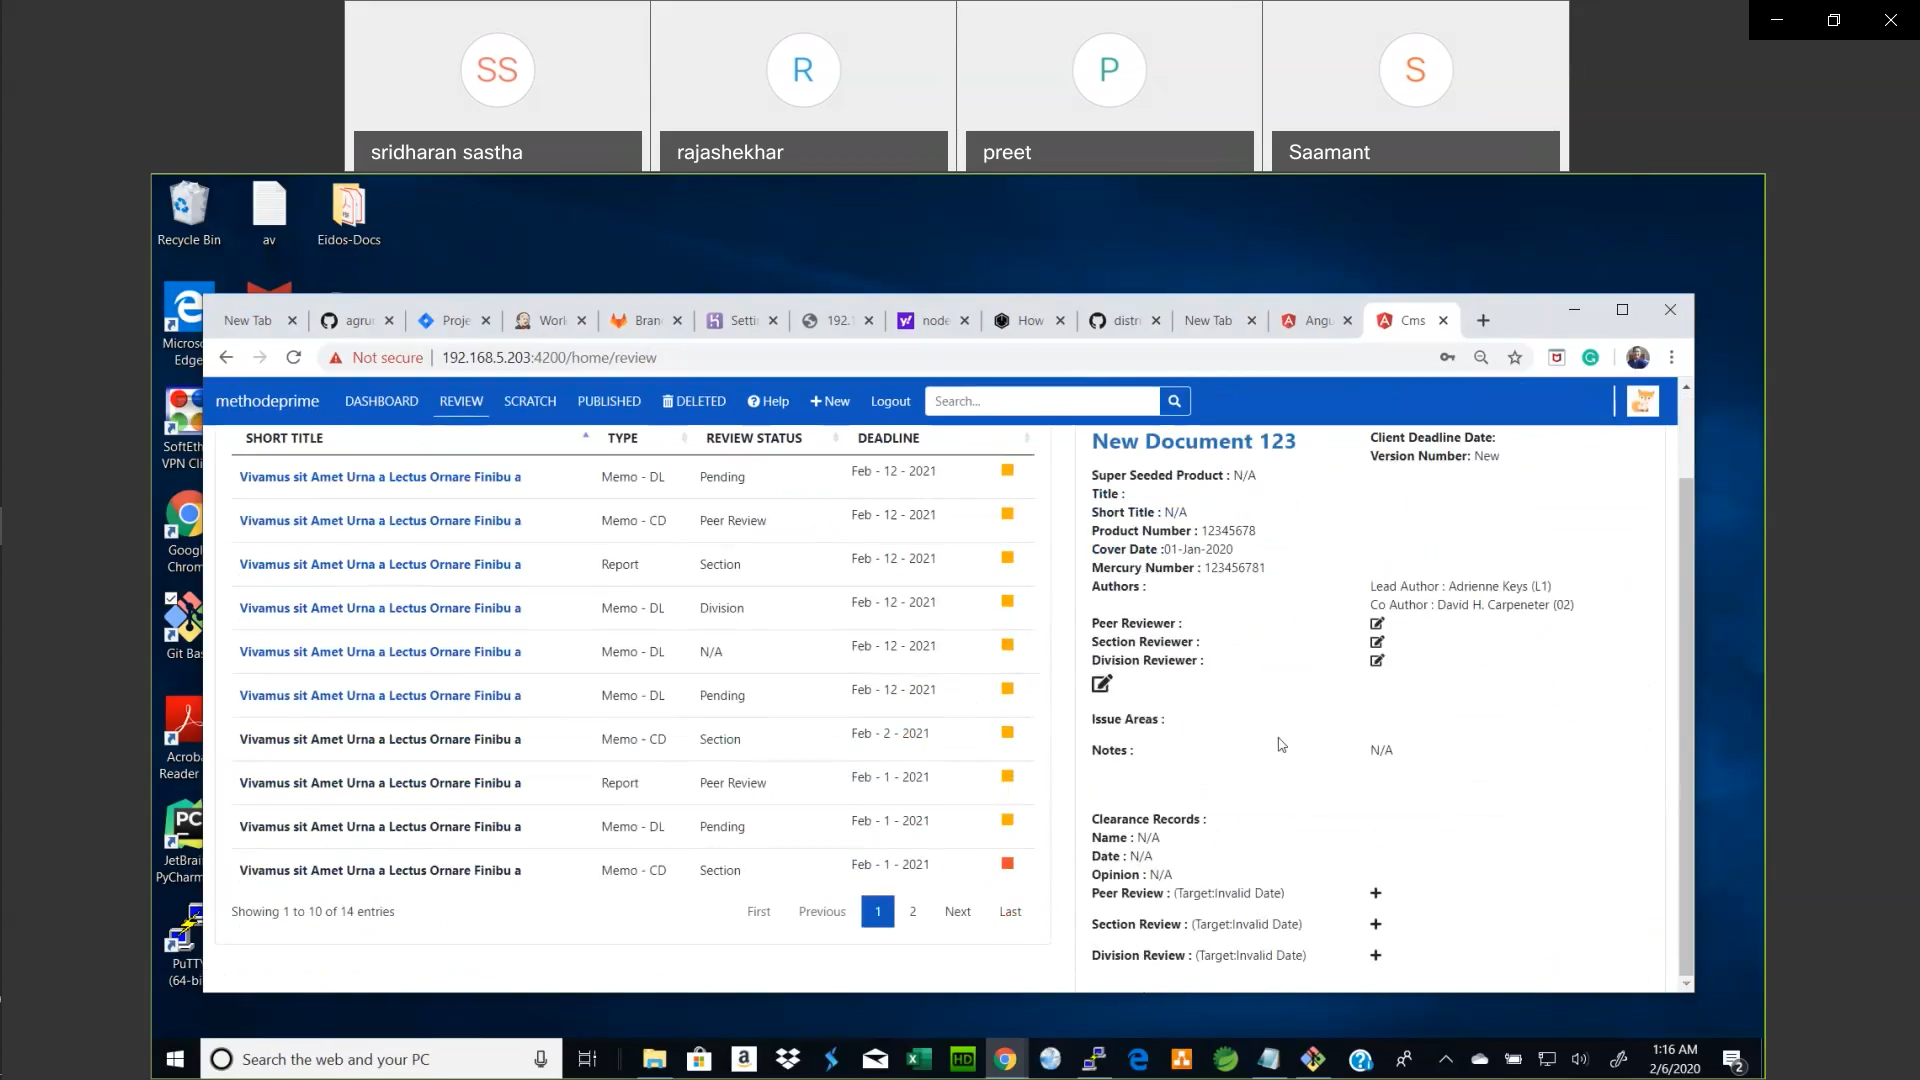 SS
R
P
S
sridharan sastha
rajashekhar
preet
Saamant
Recycle Bin
av
Eidos-Docs
Edge
SoftEth
VPN Cli
Googl
Chrom
Git Bas
Acroba
Reader
JetBrai
PyCharm
PuTTY
(64-bi
New Tab
agrur
Proje
Worl
Bran
Setti
192.
node
How
distri
New Tab
Angu
Cms
Not secure
192.168.5.203:4200/home/review
methodeprime
DASHBOARD
REVIEW
SCRATCH
PUBLISHED
DELETED
Help
New
Logout
Search...
SHORT TITLE TYPE REVIEW STATUS DEADLINE
Vivamus sit Amet Urna a Lectus Ornare Finibu a Memo - DL Pending Feb - 12 - 2021
Vivamus sit Amet Urna a Lectus Ornare Finibu a Memo - CD Peer Review Feb - 12 - 2021
Vivamus sit Amet Urna a Lectus Ornare Finibu a Report Section Feb - 12 - 2021
Vivamus sit Amet Urna a Lectus Ornare Finibu a Memo - DL Division Feb - 12 - 2021
Vivamus sit Amet Urna a Lectus Ornare Finibu a Memo - DL N/A Feb - 12 - 2021
Vivamus sit Amet Urna a Lectus Ornare Finibu a Memo - DL Pending Feb - 12 - 2021
Vivamus sit Amet Urna a Lectus Ornare Finibu a Memo - CD Section Feb - 2 - 2021
Vivamus sit Amet Urna a Lectus Ornare Finibu a Report Peer Review Feb - 1 - 2021
Vivamus sit Amet Urna a Lectus Ornare Finibu a Memo - DL Pending Feb - 1 - 2021
Vivamus sit Amet Urna a Lectus Ornare Finibu a Memo - CD Section Feb - 1 - 2021
Showing 1 to 10 of 14 entries
First Previous 1 2 Next Last
New Document 123
Client Deadline Date:
Version Number: New
Super Seeded Product : N/A
Title :
Short Title : N/A
Product Number : 12345678
Cover Date :01-Jan-2020
Mercury Number : 123456781
Authors : Lead Author : Adrienne Keys (L1)
Co Author : David H. Carpeneter (02)
Peer Reviewer :
Section Reviewer :
Division Reviewer :
Issue Areas :
Notes : N/A
Clearance Records :
Name : N/A
Date : N/A
Opinion : N/A
Peer Review : (Target:Invalid Date)
Section Review : (Target:Invalid Date)
Division Review : (Target:Invalid Date)
Search the web and your PC
HD
1:16 AM
2/6/2020
2